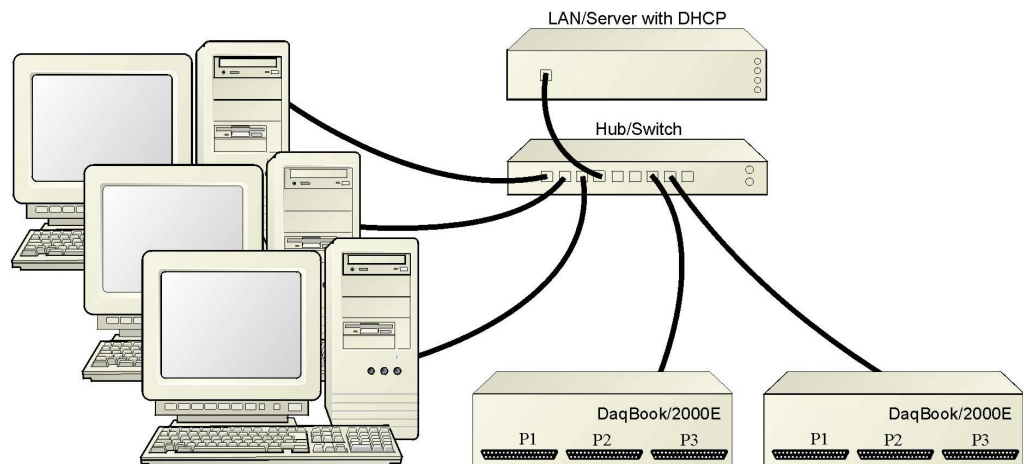 LAN/Server with DHCP
Hub/Switch
DaqBook/2000E
P1 P2 P3
DaqBook/2000E
P1 P2 P3